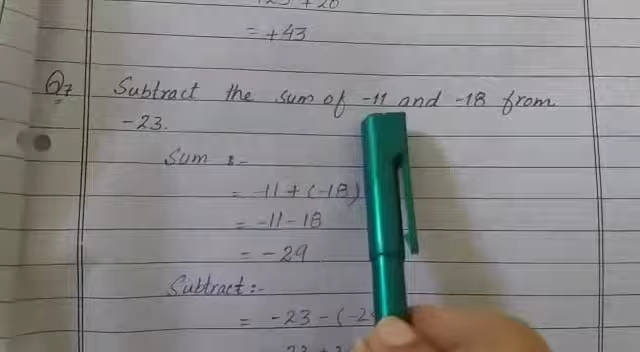 = +43
Q7 Subtract the sum of -11 and -18 from
-23.
Sum :-
= -11 + (-18)
= -11 - 18
= -29
Subtract :-
= -23 - (-2